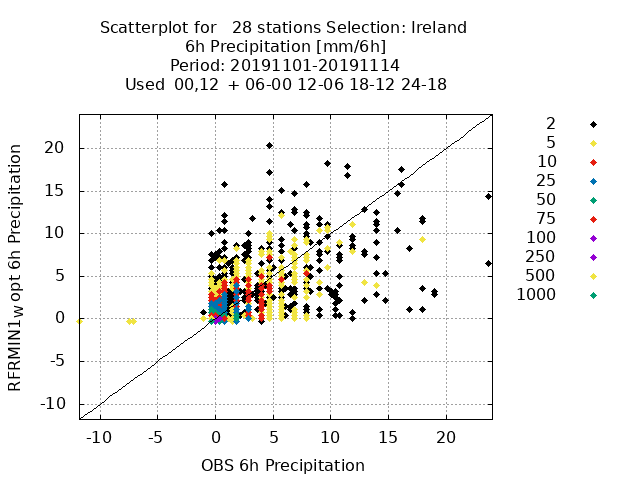 Scatterplot for 28 stations Selection: Ireland
6h Precipitation [mm/6h]
Period: 20191101-20191114
Used 00,12 + 06-00 12-06 18-12 24-18
RFRMIN1_W opt 6h Precipitation
20
15
10
5
0
-5
-10
-10 -5 0 5 10 15 20
OBS 6h Precipitation
2
5
10
25
50
75
100
250
500
1000